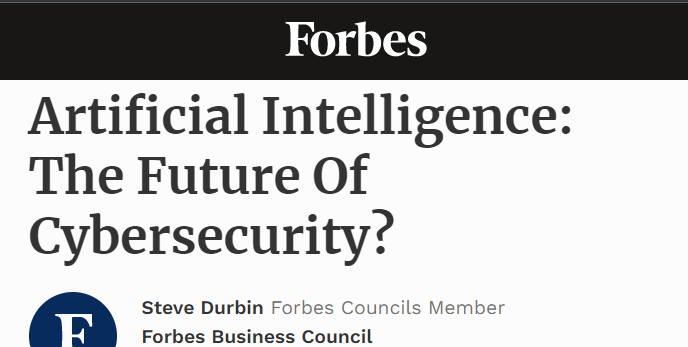 Forbes
Artificial Intelligence:
The Future Of
Cybersecurity?
F
Steve Durbin Forbes Councils Member
Forbes Business Council